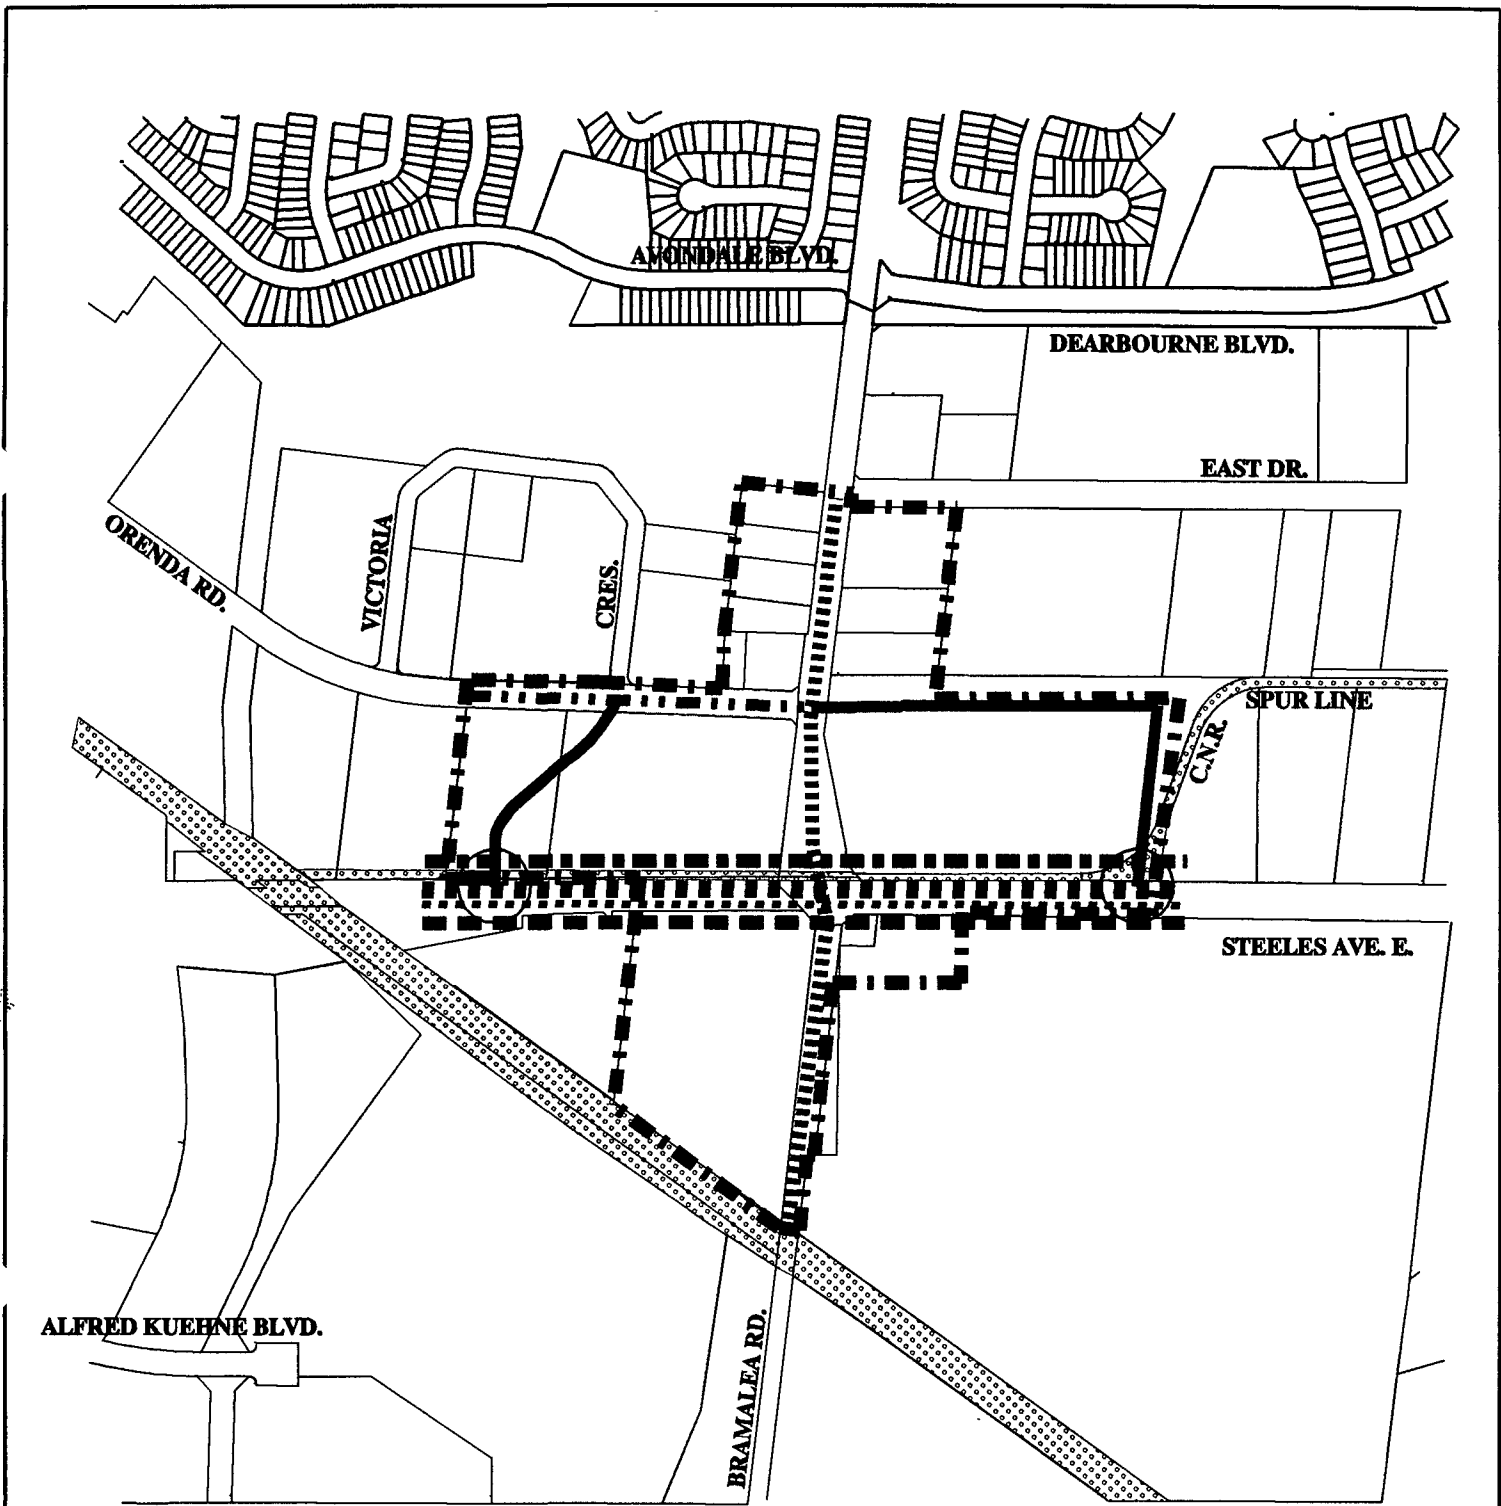 AVONDALE BLVD.
DEARBOURNE BLVD.
EAST DR.
ORENDA RD.
VICTORIA
CRES.
SPUR LINE
C.N.R.
STEELES AVE. E.
ALFRED KUEHNE BLVD.
BRAMALEA RD.